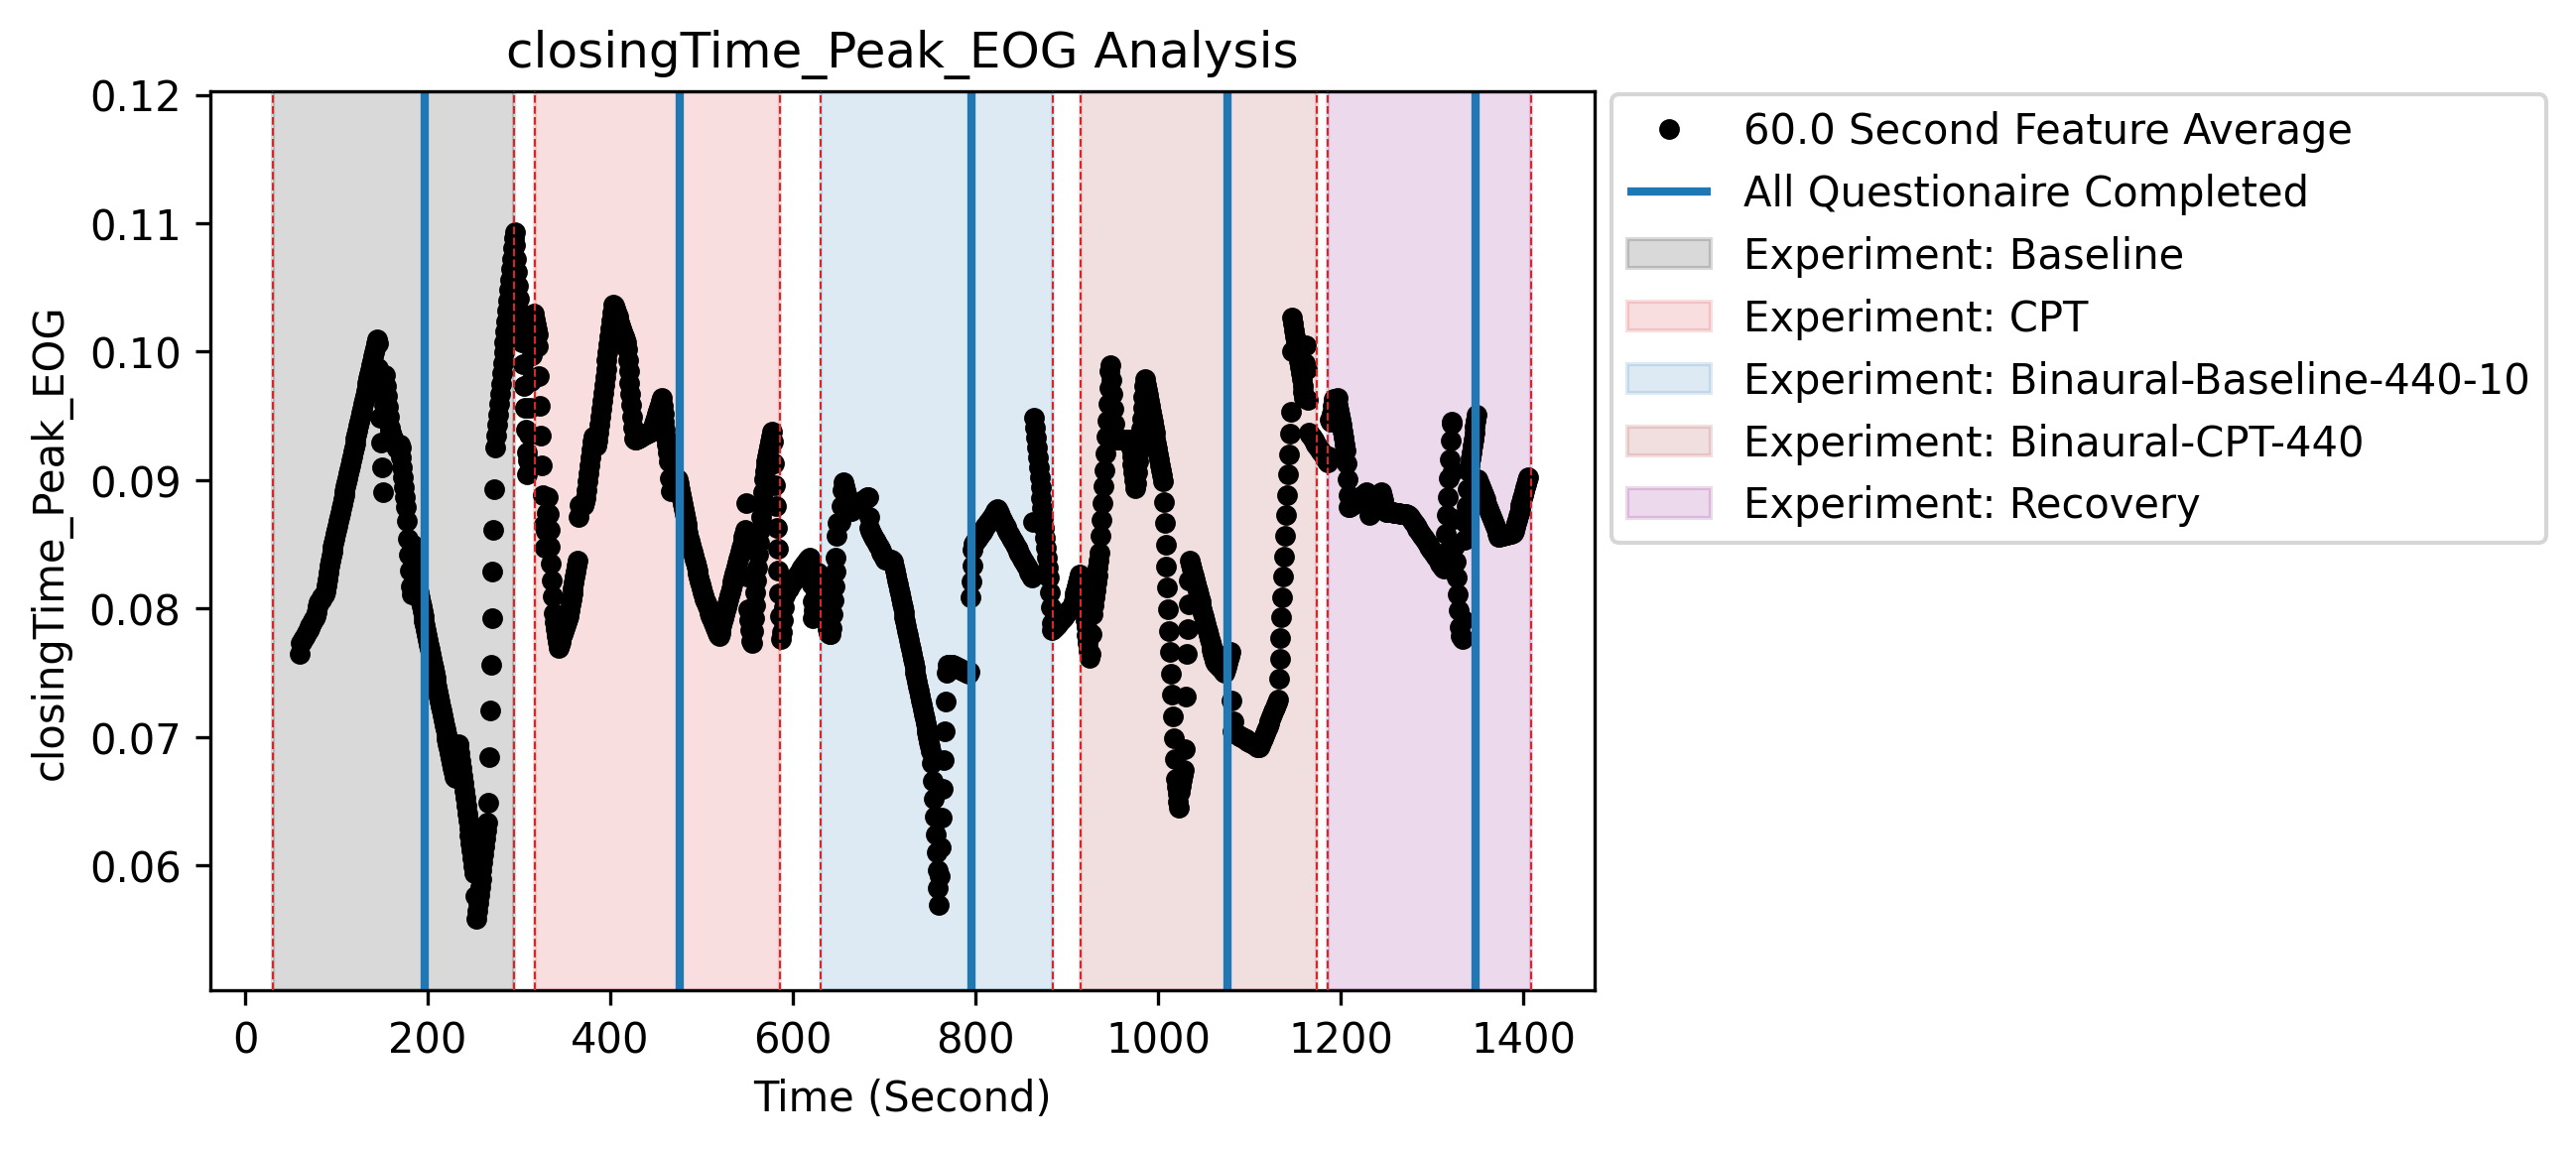 closingTime_Peak_EOG Analysis
closingTime_Peak_EOG
0.12
0.11
0.10
0.09
0.08
0.07
0.06
0 200 400 600 800 1000 1200 1400
Time (Second)
60.0 Second Feature Average
All Questionaire Completed
Experiment: Baseline
Experiment: CPT
Experiment: Binaural-Baseline-440-10
Experiment: Binaural-CPT-440
Experiment: Recovery